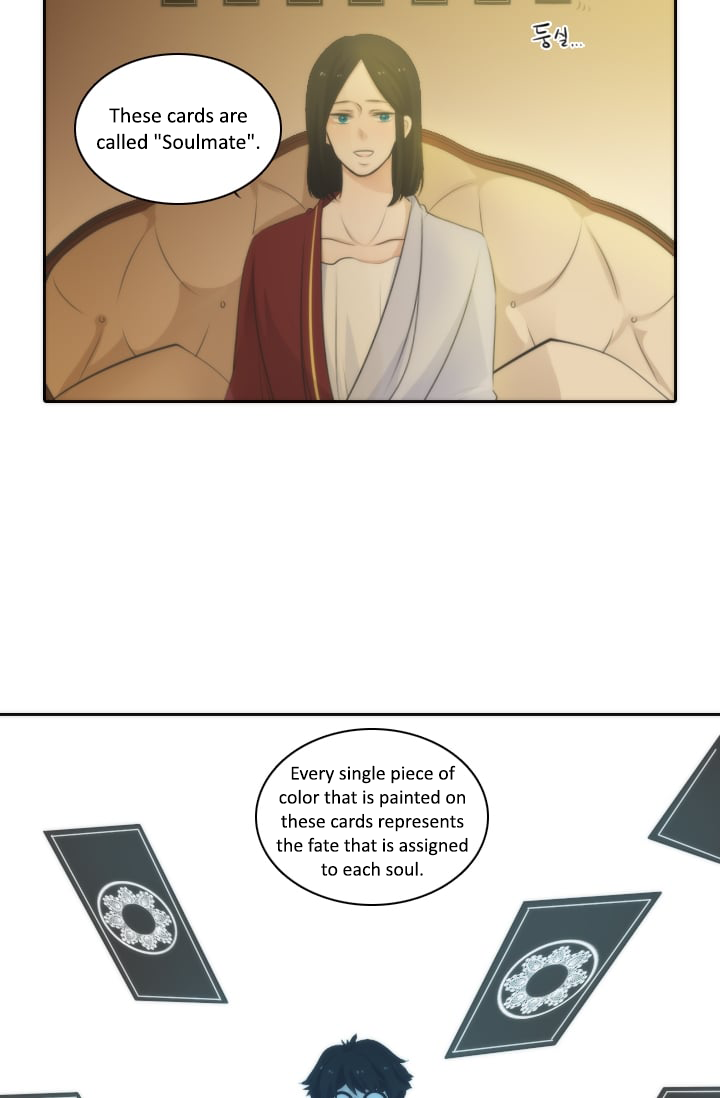 둥실...
These cards are
called "Soulmate".
Every single piece of
color that is painted on
these cards represents
the fate that is assigned
to each soul.